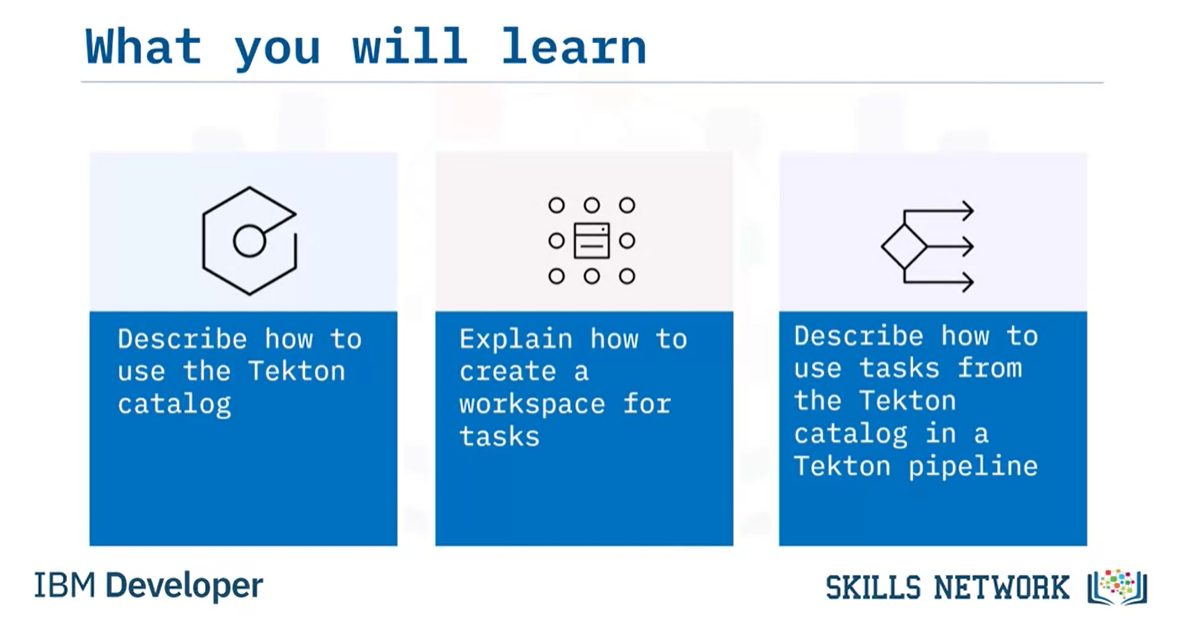 What you will learn
Describe how to
use the Tekton
catalog
Explain how to
create a
workspace for
tasks
Describe how to
use tasks from
the Tekton
catalog in a
Tekton pipeline
IBM Developer
SKILLS NETWORK